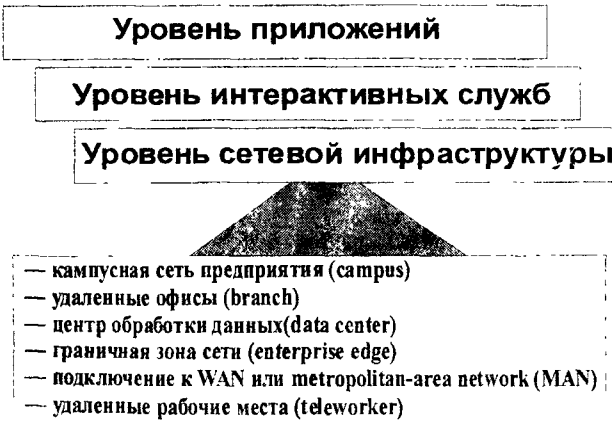 Уровень приложений
Уровень интерактивных служб
Уровень сетевой инфраструктуры
— кампусная сеть предприятия (campus)
— удаленные офисы (branch)
— центр обработки данных(data center)
— граничная зона сети (enterprise edge)
— подключение к WAN или metropolitan-area network (MAN)
— удаленные рабочие места (teleworker)